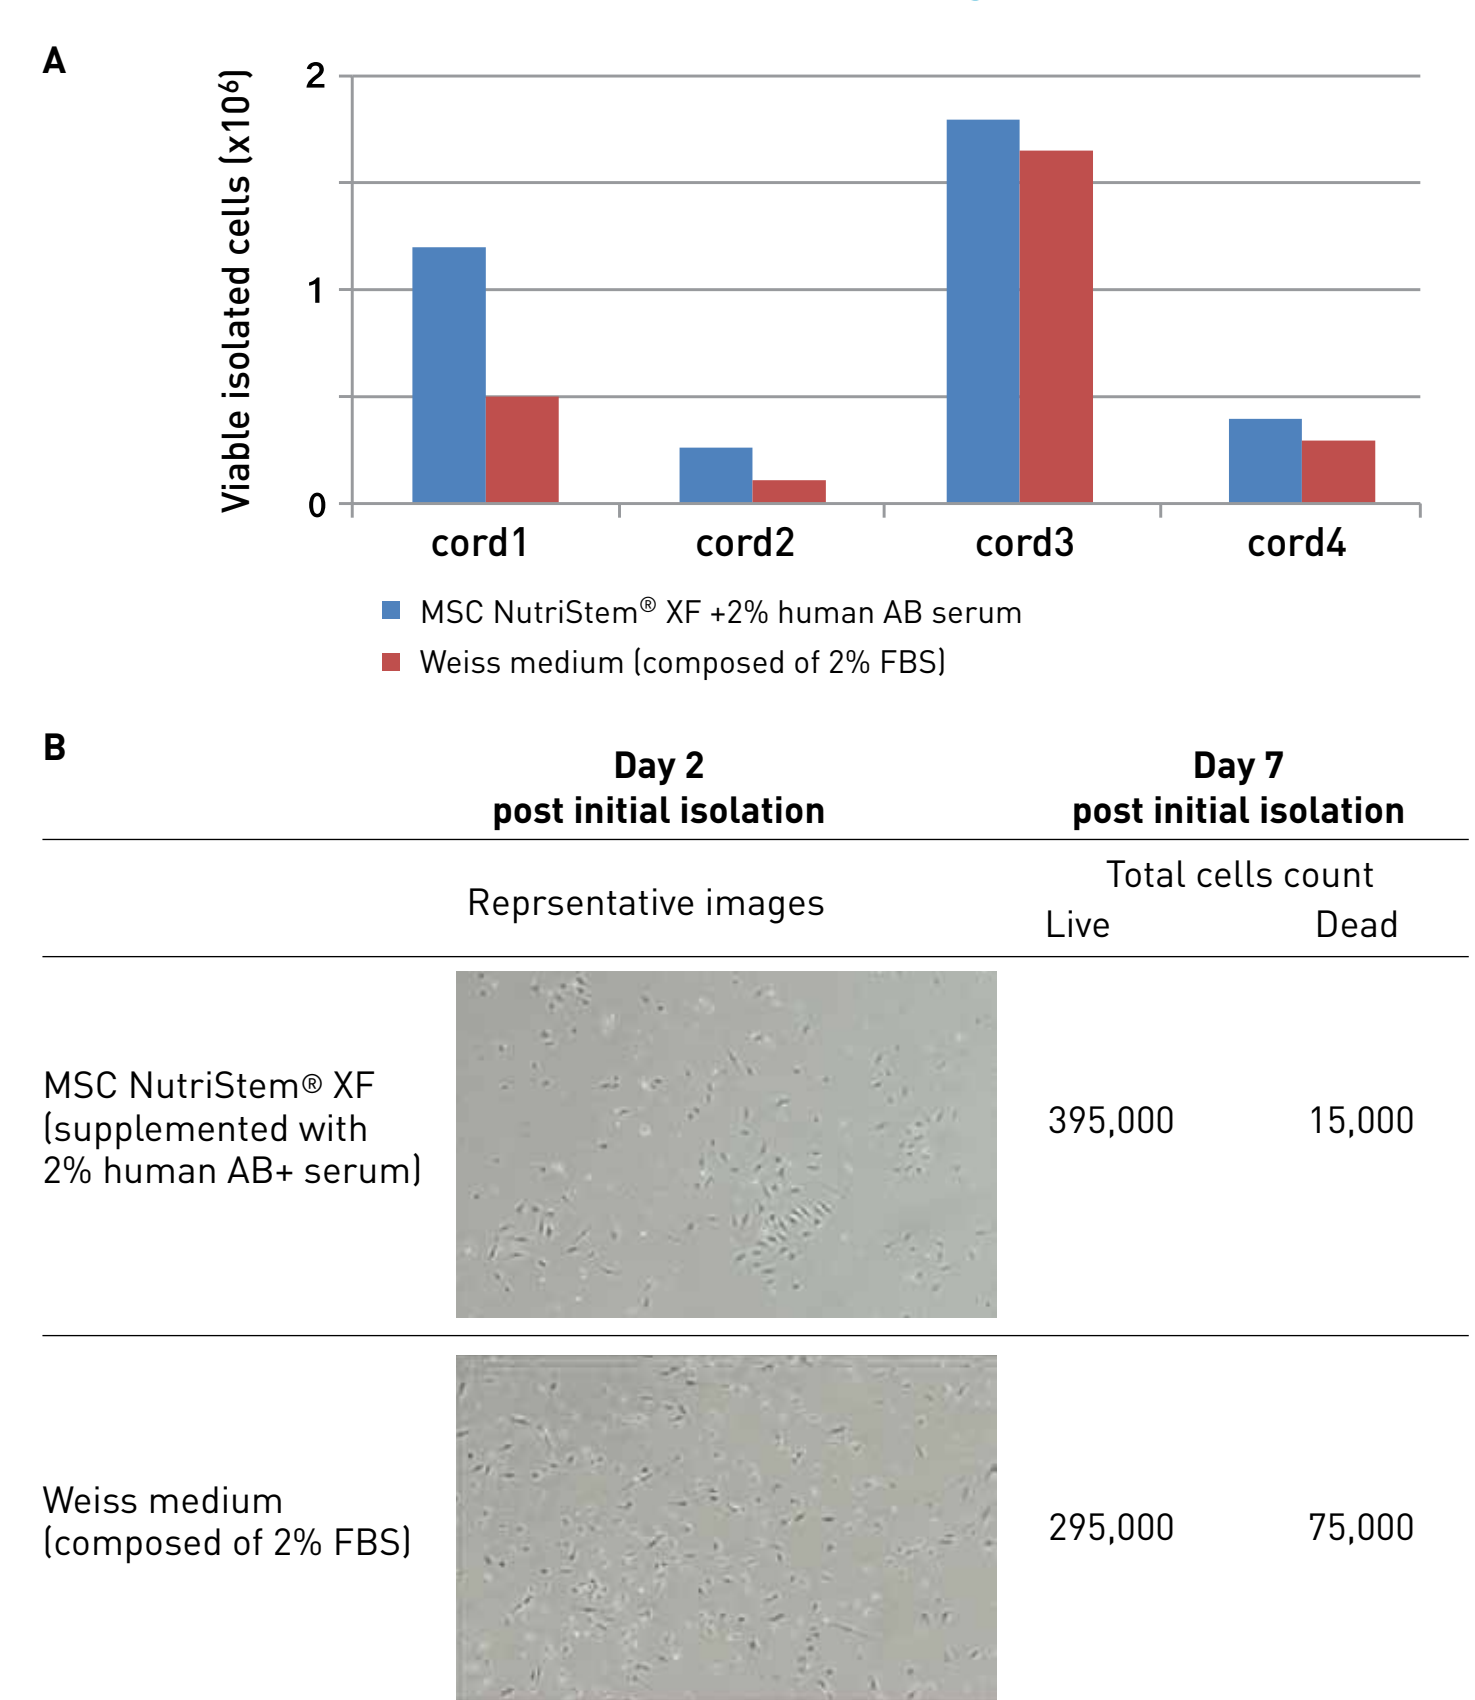 A
Viable isolated cells (x10⁶)
2
1
0
cord1 cord2 cord3 cord4
MSC NutriStem® XF +2% human AB serum
Weiss medium (composed of 2% FBS)
B
Day 2
post initial isolation
Day 7
post initial isolation
Reprsentative images
Total cells count
Live Dead
MSC NutriStem® XF
(supplemented with
2% human AB+ serum)
395,000 15,000
Weiss medium
(composed of 2% FBS)
295,000 75,000